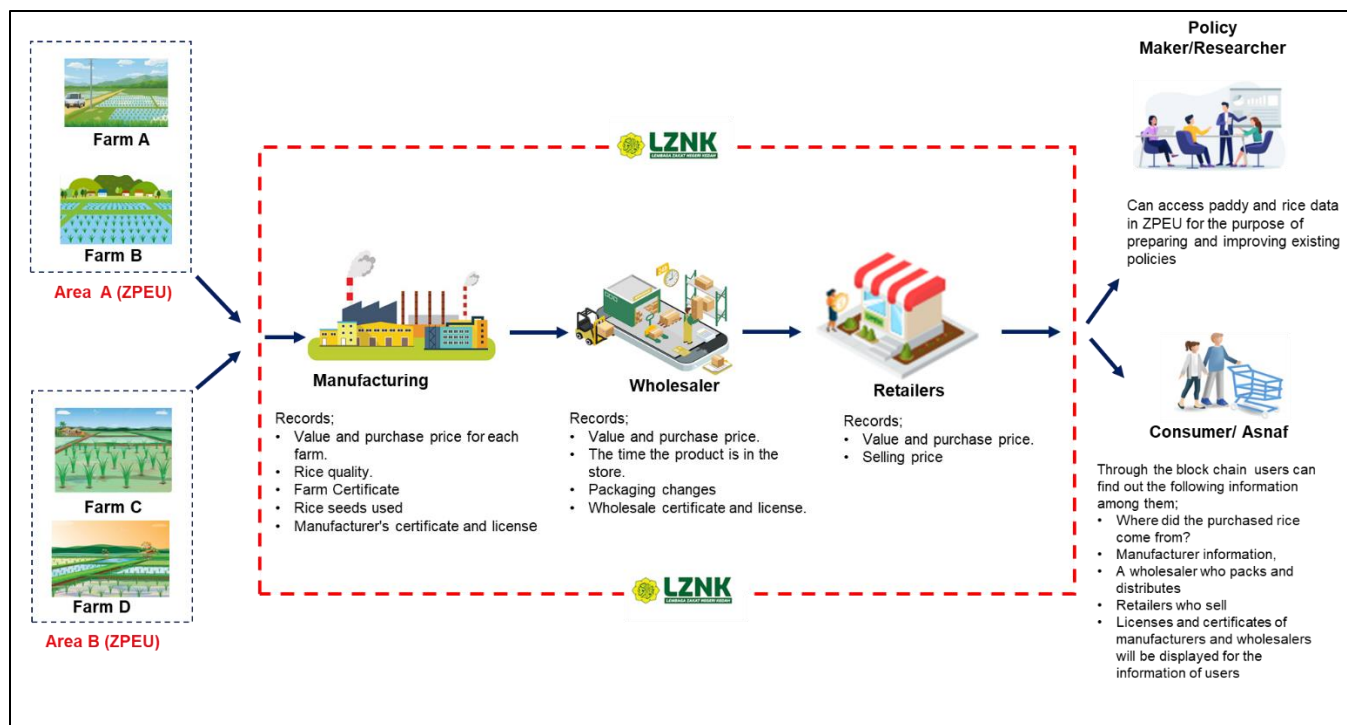 Farm A
Farm B
Area A (ZPEU)
Farm C
Farm D
Area B (ZPEU)
LZNK
LEMBAGA ZAKAT NEGERI KEDAH
Manufacturing
Records;
• Value and purchase price for each
farm.
• Rice quality.
• Farm Certificate
• Rice seeds used
• Manufacturer's certificate and license
Wholesaler
Records;
• Value and purchase price.
• The time the product is in the
store.
• Packaging changes
• Wholesale certificate and license.
Retailers
Records;
• Value and purchase price.
• Selling price
LZNK
LEMBAGA ZAKAT NEGERI KEDAH
Policy
Maker/Researcher
Can access paddy and rice data
in ZPEU for the purpose of
preparing and improving existing
policies
Consumer/ Asnaf
Through the block chain users can
find out the following information
among them;
• Where did the purchased rice
come from?
• Manufacturer information,
• A wholesaler who packs and
distributes
• Retailers who sell
• Licenses and certificates of
manufacturers and wholesalers
will be displayed for the
information of users